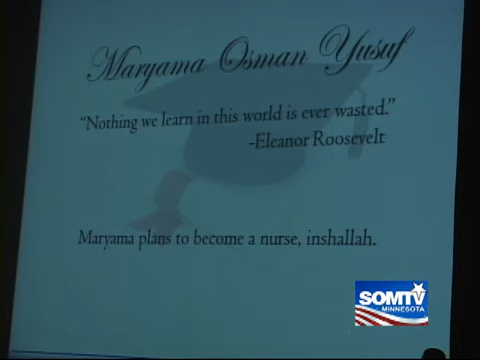 Maryama Osman Yusuf
“Nothing we learn in this world is ever wasted.”
-Eleanor Roosevelt
Maryama plans to become a nurse, inshallah.
SOMTV
MINNESOTA